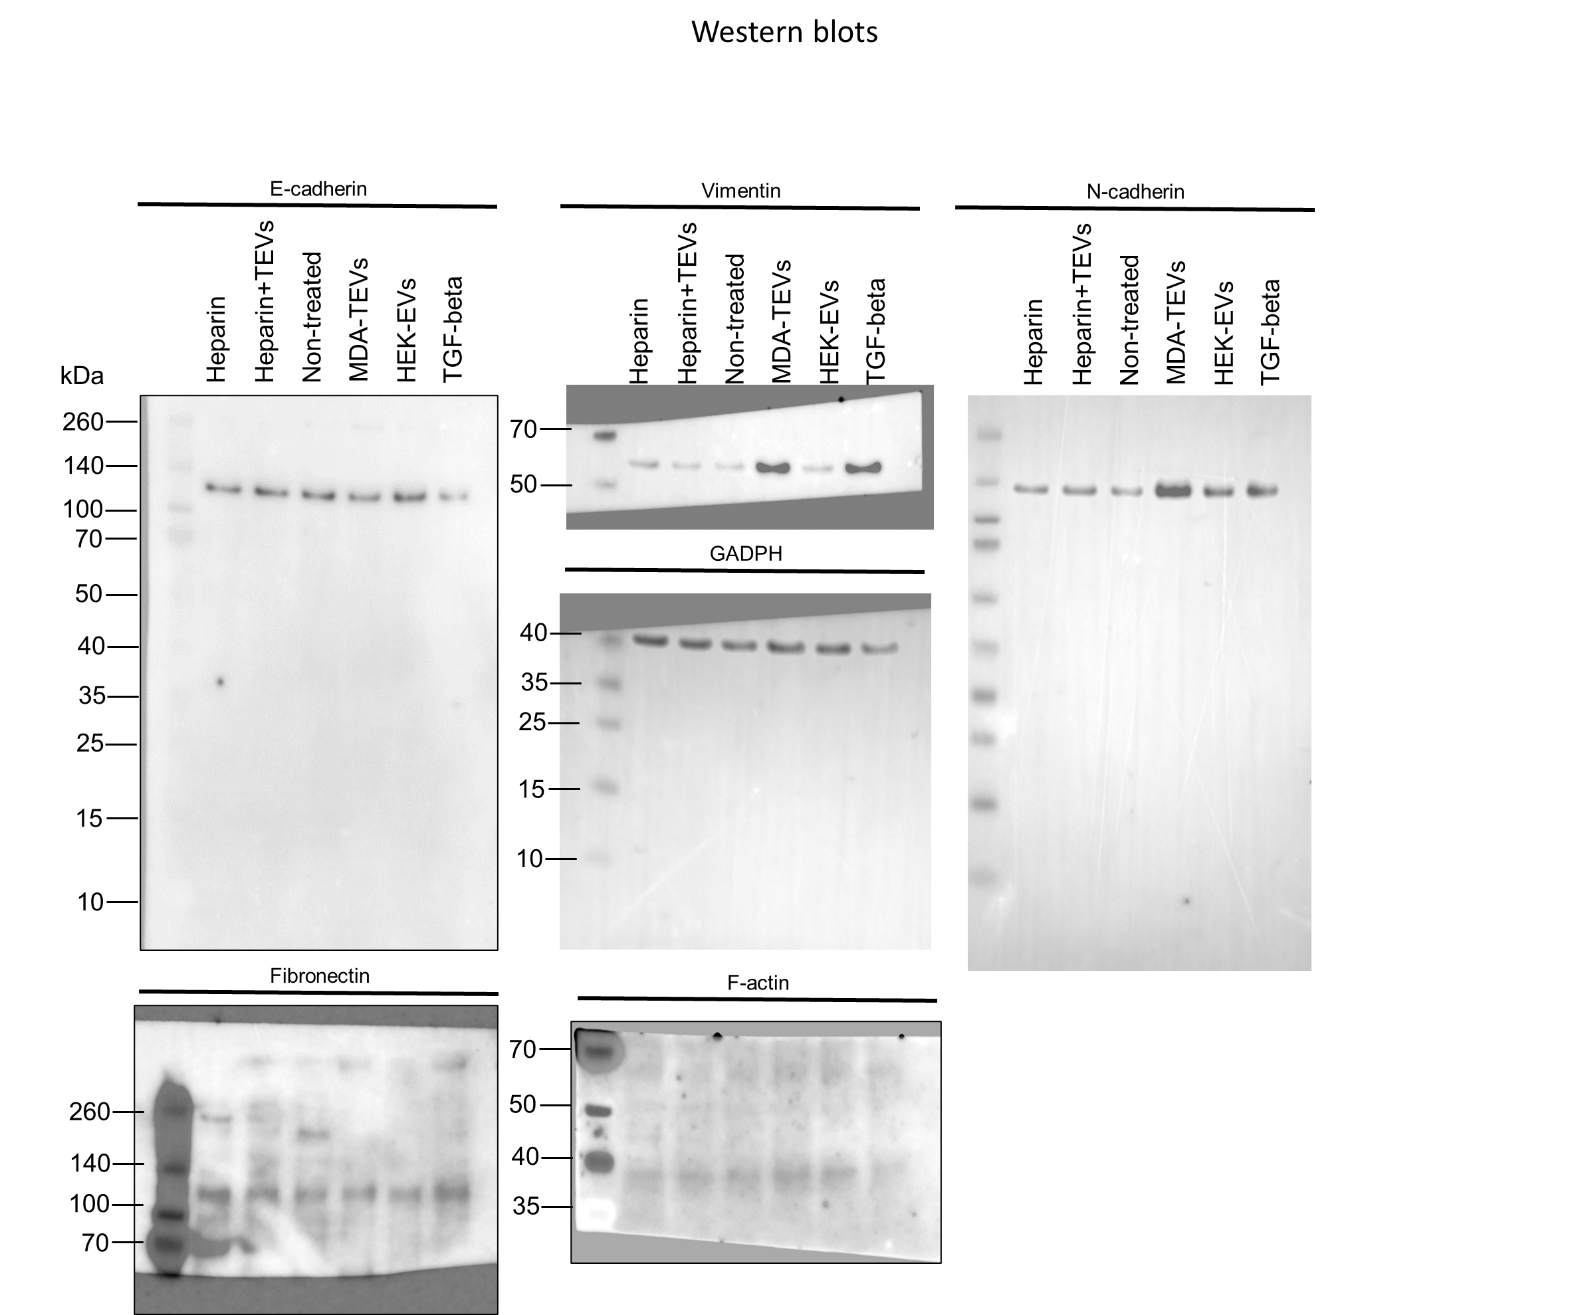 Western blots
E-cadherin
Heparin
Heparin+TEVs
Non-treated
MDA-TEVs
HEK-EVs
TGF-beta
kDa
260
140
100
70
50
40
35
25
15
10
Vimentin
Heparin
Heparin+TEVs
Non-treated
MDA-TEVs
HEK-EVs
TGF-beta
70
50
GADPH
40
35
25
15
10
N-cadherin
Heparin
Heparin+TEVs
Non-treated
MDA-TEVs
HEK-EVs
TGF-beta
Fibronectin
260
140
100
70
F-actin
70
50
40
35